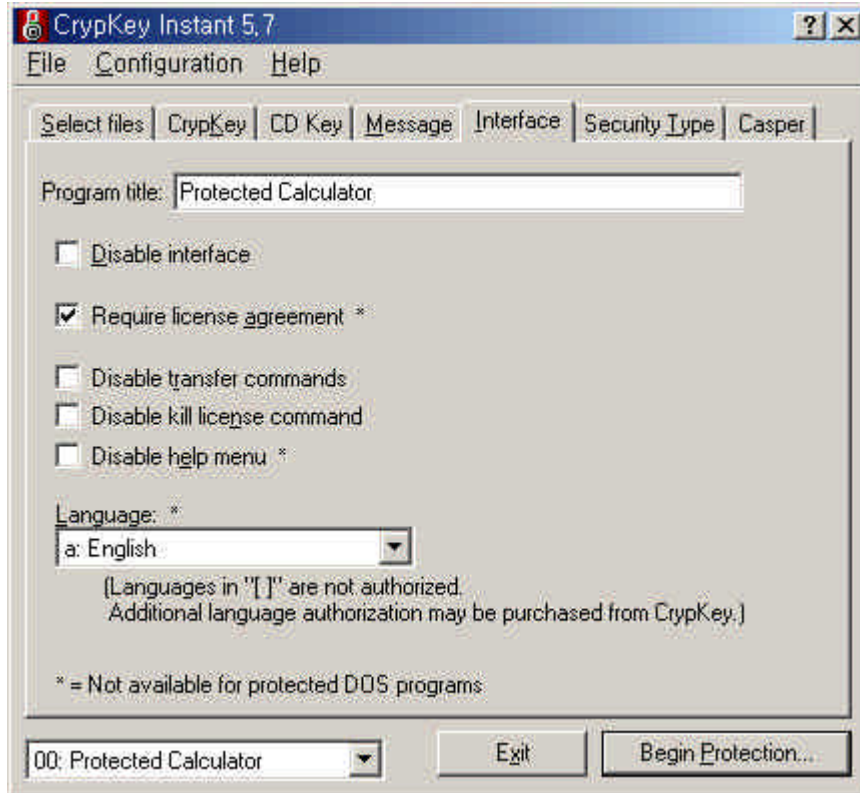 CrypKey Instant 5,7
File Configuration Help
Select files CrypKey CD Key Message Interface Security Type Casper
Program title: Protected Calculator
Disable interface
Require license agreement *
Disable transfer commands
Disable kill license command
Disable help menu *
Language: *
a: English
(Languages in "[ ]" are not authorized.
Additional language authorization may be purchased from CrypKey.)
* = Not available for protected DOS programs
00: Protected Calculator Exit Begin Protection...